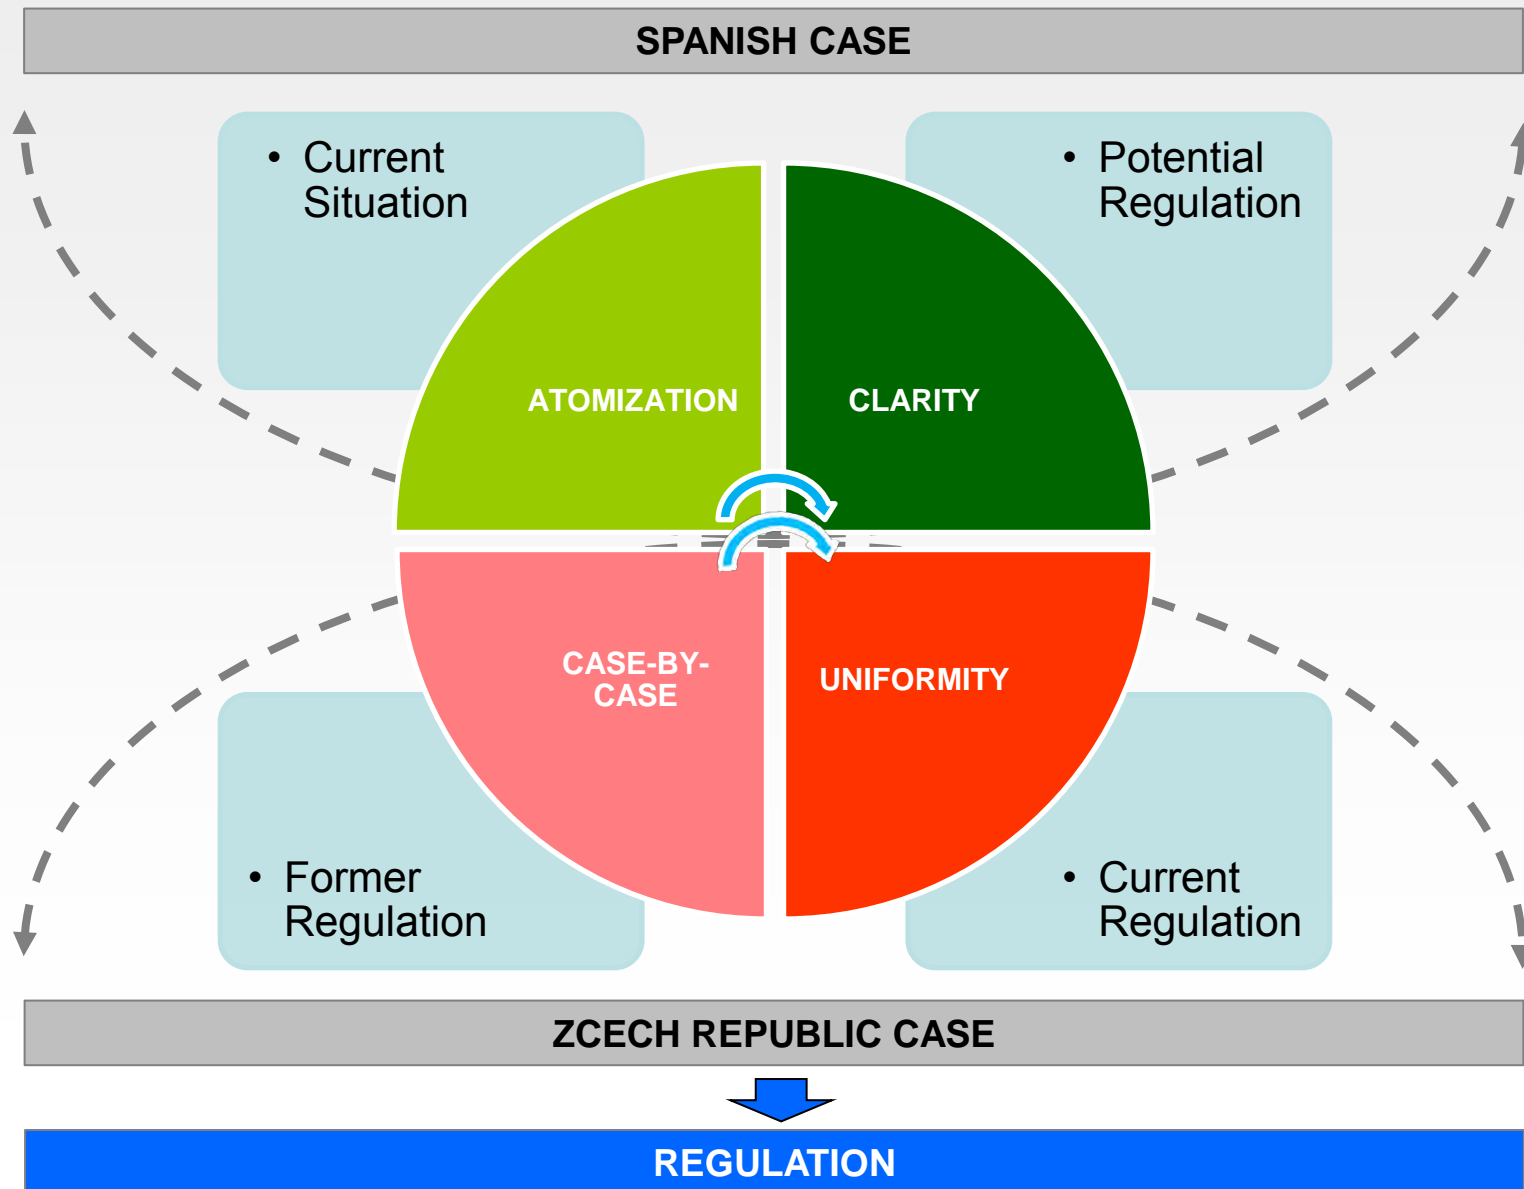 SPANISH CASE
• Current
Situation
• Potential
Regulation
ATOMIZATION
CLARITY
CASE-BY-
CASE
UNIFORMITY
• Former
Regulation
• Current
Regulation
ZCECH REPUBLIC CASE
REGULATION